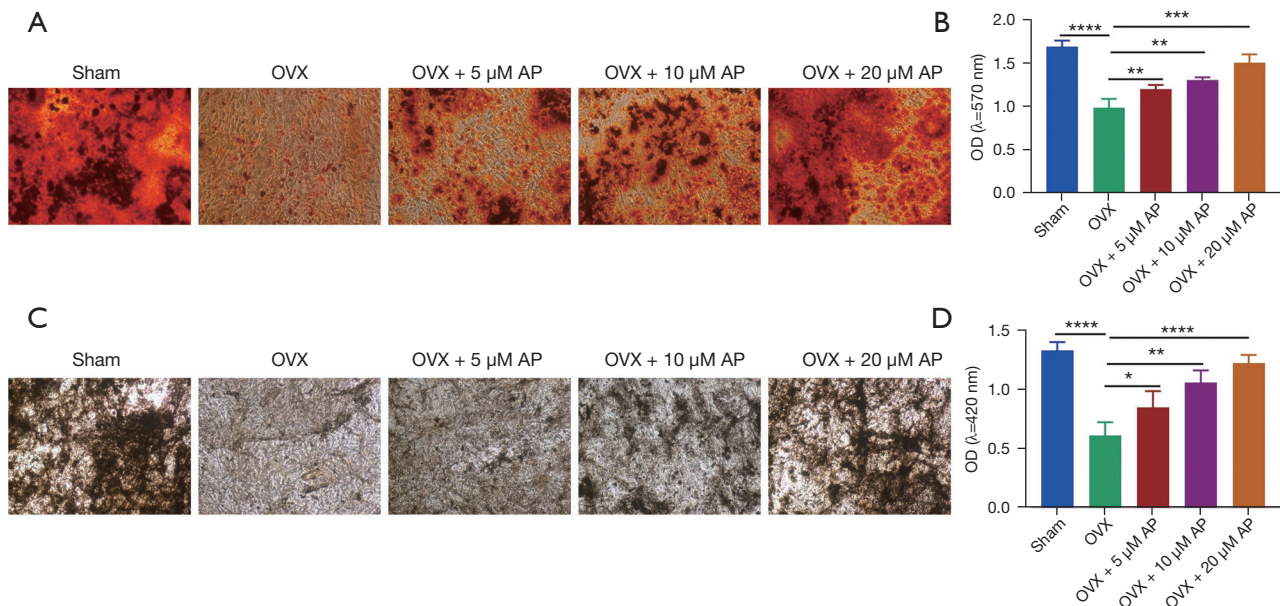 A
Sham
OVX
OVX + 5 μM AP
OVX + 10 μM AP
OVX + 20 μM AP
B
OD (λ=570 nm)
2.0
1.5
1.0
0.5
0.0
****
***
**
**
Sham
OVX
OVX + 5 μM AP
OVX + 10 μM AP
OVX + 20 μM AP
C
Sham
OVX
OVX + 5 μM AP
OVX + 10 μM AP
OVX + 20 μM AP
D
OD (λ=420 nm)
1.5
1.0
0.5
0.0
****
****
**
*
Sham
OVX
OVX + 5 μM AP
OVX + 10 μM AP
OVX + 20 μM AP